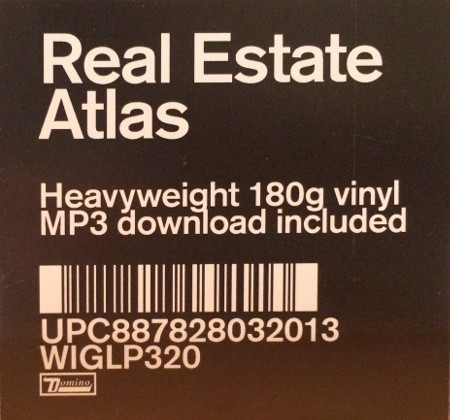 Real Estate
Atlas
Heavyweight 180g vinyl
MP3 download included
UPC887828032013
WIGLP320
Domino